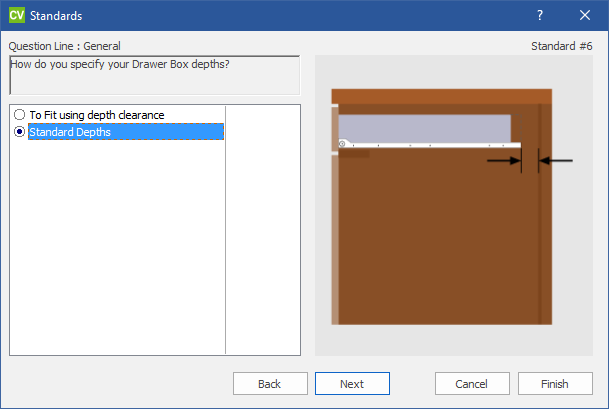 CV Standards ?
Question Line : General Standard #6
How do you specify your Drawer Box depths?
To Fit using depth clearance
Standard Depths
Back Next Cancel Finish